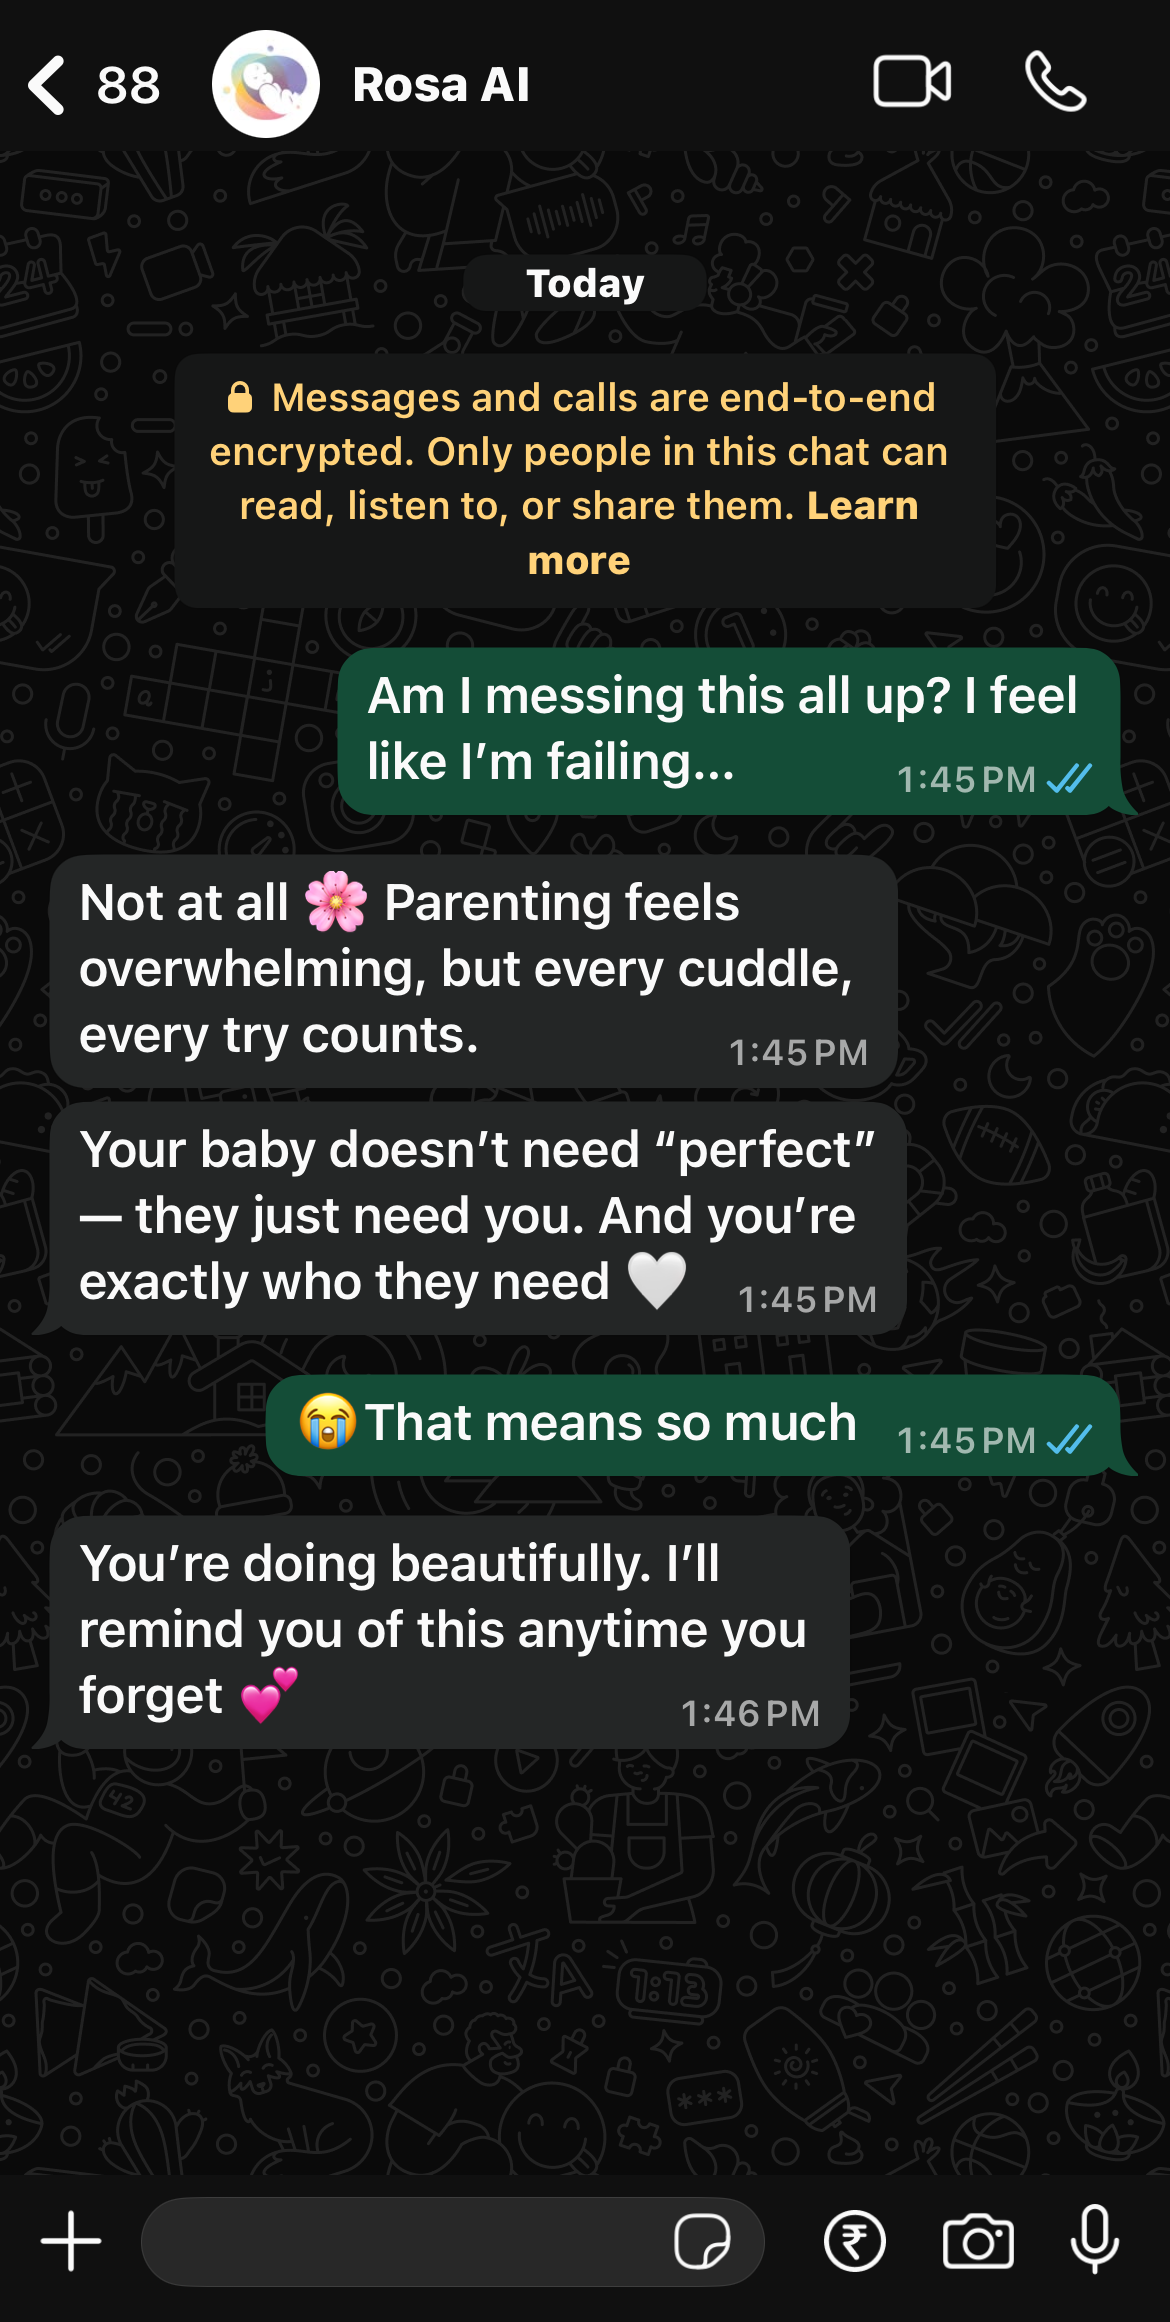 88
Rosa AI
Today
🔒 Messages and calls are end-to-end
encrypted. Only people in this chat can
read, listen to, or share them. Learn
more
Am I messing this all up? I feel
like I’m failing...
1:45 PM
Not at all 🌸 Parenting feels
overwhelming, but every cuddle,
every try counts.
1:45 PM
Your baby doesn’t need “perfect”
— they just need you. And you’re
exactly who they need 🤍
1:45 PM
😭That means so much
1:45 PM
You’re doing beautifully. I’ll
remind you of this anytime you
forget 💕
1:46 PM